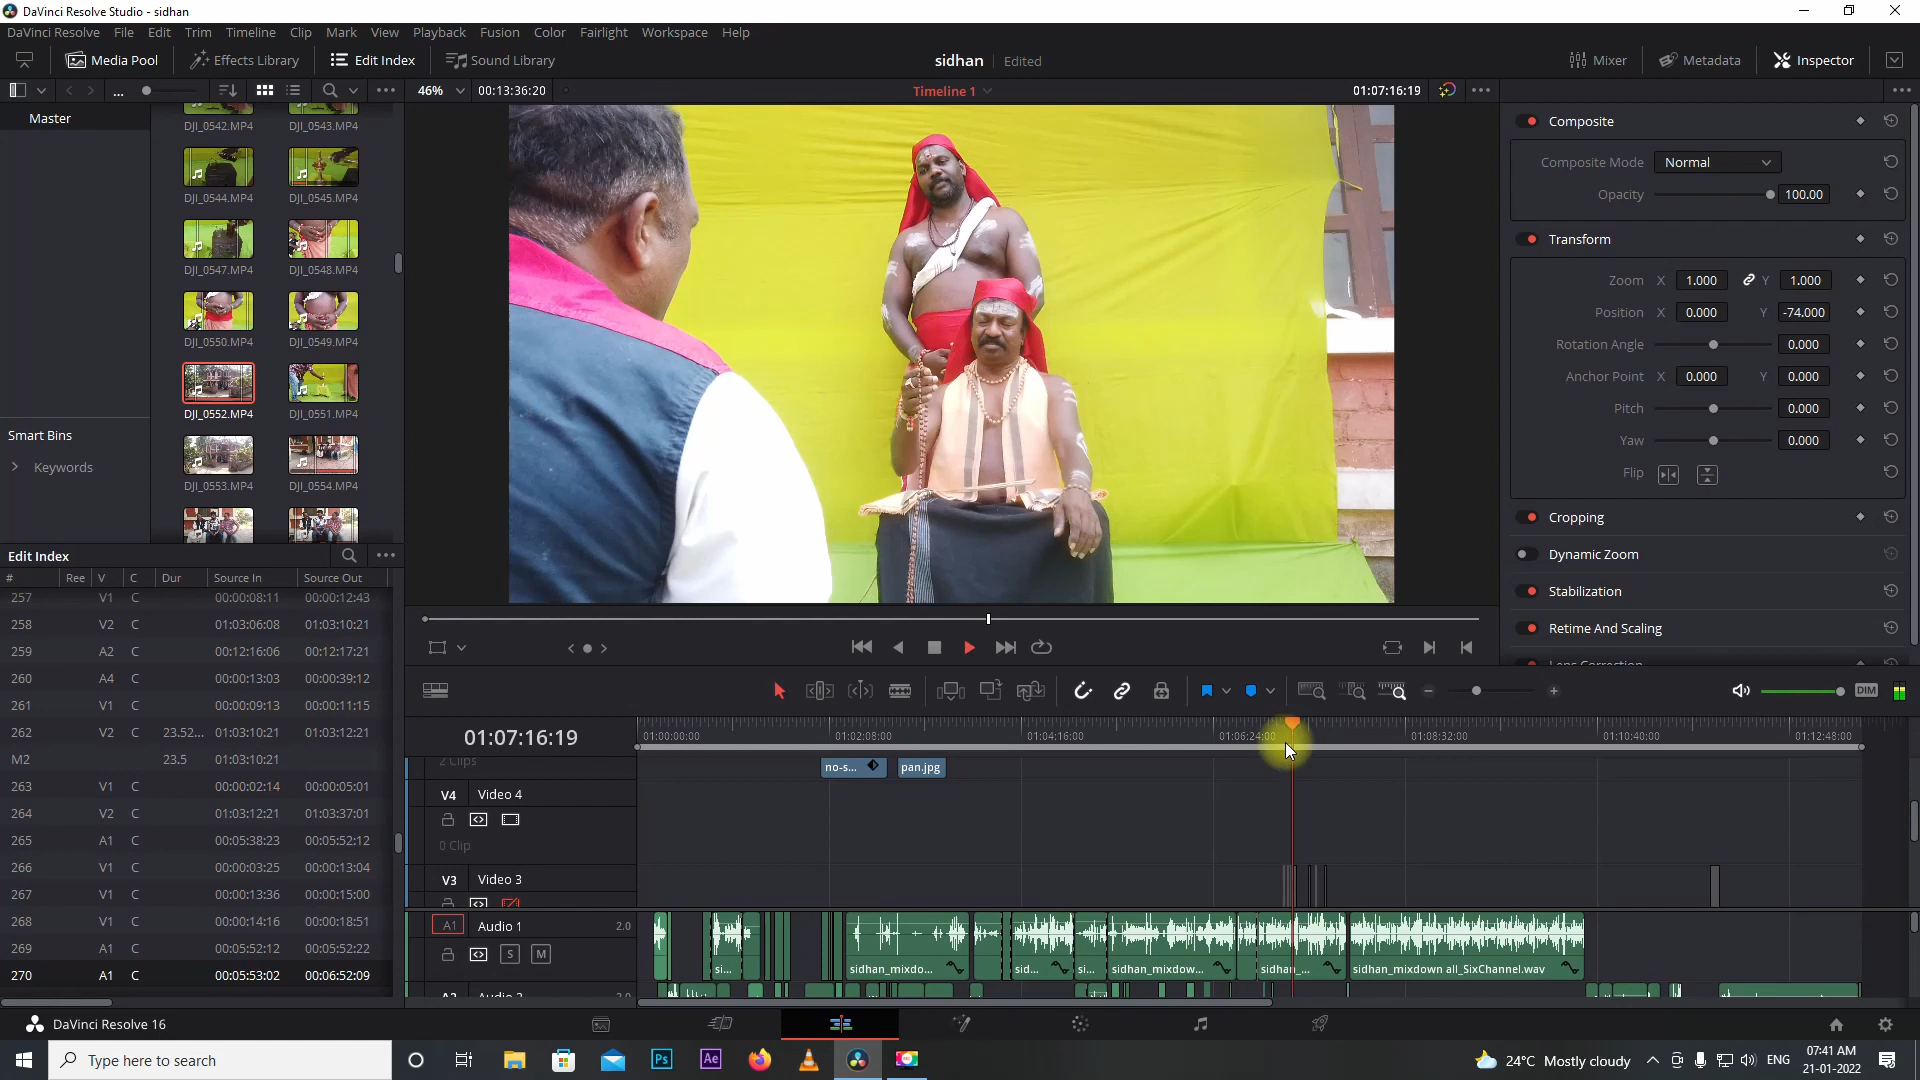 DaVinci Resolve Studio - sidhan
DaVinci Resolve File Edit Trim Timeline Clip Mark View Playback Fusion Color Fairlight Workspace Help
Media Pool Effects Library Edit Index Sound Library sidhan Edited Mixer Metadata Inspector
... 46% 00:13:36:20 Timeline 1 01:07:16:19
Master
DJI_0542.MP4 DJI_0543.MP4
DJI_0544.MP4 DJI_0545.MP4
DJI_0547.MP4 DJI_0548.MP4
DJI_0550.MP4 DJI_0549.MP4
DJI_0552.MP4 DJI_0551.MP4
DJI_0553.MP4 DJI_0554.MP4
Smart Bins
Keywords
Composite
Composite Mode Normal
Opacity 100.00
Transform
Zoom X 1.000 Y 1.000
Position X 0.000 Y -74.000
Rotation Angle 0.000
Anchor Point X 0.000 Y 0.000
Pitch 0.000
Yaw 0.000
Flip
Cropping
Dynamic Zoom
Stabilization
Retime And Scaling
Lens Correction
Edit Index
# Ree V C Dur Source In Source Out
257 V1 C 00:00:08:11 00:00:12:43
258 V2 C 01:03:06:08 01:03:10:21
259 A2 C 00:12:16:06 00:12:17:21
260 A4 C 00:00:13:03 00:00:39:12
261 V1 C 00:00:09:13 00:00:11:15
262 V2 C 23.52... 01:03:10:21 01:03:12:21
M2 23.5 01:03:10:21
263 V1 C 00:00:02:14 00:00:05:01
264 V2 C 01:03:12:21 01:03:37:01
265 A1 C 00:05:38:23 00:05:52:12
266 V1 C 00:00:03:25 00:00:13:04
267 V1 C 00:00:13:36 00:00:15:00
268 V1 C 00:00:14:16 00:00:18:51
269 A1 C 00:05:52:12 00:05:52:22
270 A1 C 00:05:53:02 00:06:52:09
DIM
01:07:16:19
01:00:00:00 01:02:08:00 01:04:16:00 01:06:24:00 01:08:32:00 01:10:40:00 01:12:48:00
2 Clips
no-s... pan.jpg
V4 Video 4
0 Clip
V3 Video 3
A1 Audio 1 2.0
S M
si... sidhan_mixdo... sid... si... sidhan_mixdow... sidhan_... sidhan_mixdown all_SixChannel.wav
A2 Audio 2 2.0
DaVinci Resolve 16
Type here to search
Ps Ae
24°C Mostly cloudy ENG
07:41 AM
21-01-2022